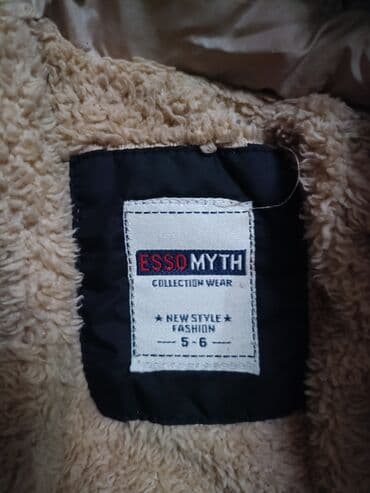 ESSO MYTH
COLLECTION WEAR
★ NEW STYLE ★
FASHION
5-6